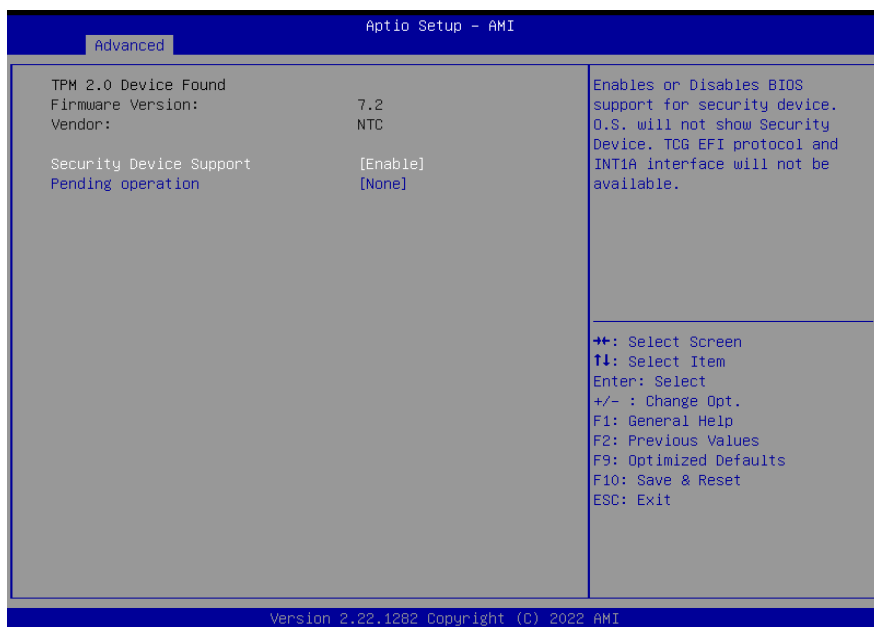 Aptio Setup – AMI
Advanced
TPM 2.0 Device Found
Firmware Version: 7.2
Vendor: NTC
Security Device Support [Enable]
Pending operation [None]
Enables or Disables BIOS
support for security device.
O.S. will not show Security
Device. TCG EFI protocol and
INT1A interface will not be
available.
→←: Select Screen
↑↓: Select Item
Enter: Select
+/- : Change Opt.
F1: General Help
F2: Previous Values
F9: Optimized Defaults
F10: Save & Reset
ESC: Exit
Version 2.22.1282 Copyright (C) 2022 AMI